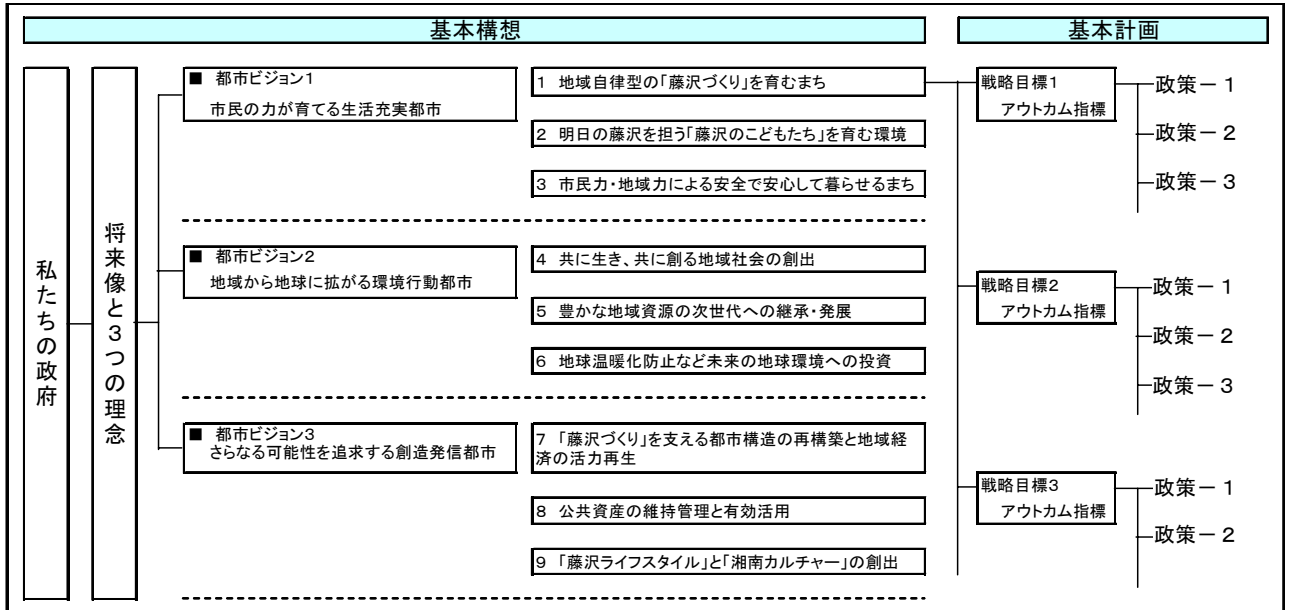 基本構想
基本計画
私たちの政府
将来像と3つの理念
■ 都市ビジョン1
市民の力が育てる生活充実都市
1 地域自律型の「藤沢づくり」を育むまち
2 明日の藤沢を担う「藤沢のこどもたち」を育む環境
3 市民力・地域力による安全で安心して暮らせるまち
■ 都市ビジョン2
地域から地球に拡がる環境行動都市
4 共に生き、共に創る地域社会の創出
5 豊かな地域資源の次世代への継承・発展
6 地球温暖化防止など未来の地球環境への投資
■ 都市ビジョン3
さらなる可能性を追求する創造発信都市
7 「藤沢づくり」を支える都市構造の再構築と地域経
済の活力再生
8 公共資産の維持管理と有効活用
9 「藤沢ライフスタイル」と「湘南カルチャー」の創出
戦略目標1
アウトカム指標
政策－1
政策－2
政策－3
戦略目標2
アウトカム指標
政策－1
政策－2
政策－3
戦略目標3
アウトカム指標
政策－1
政策－2